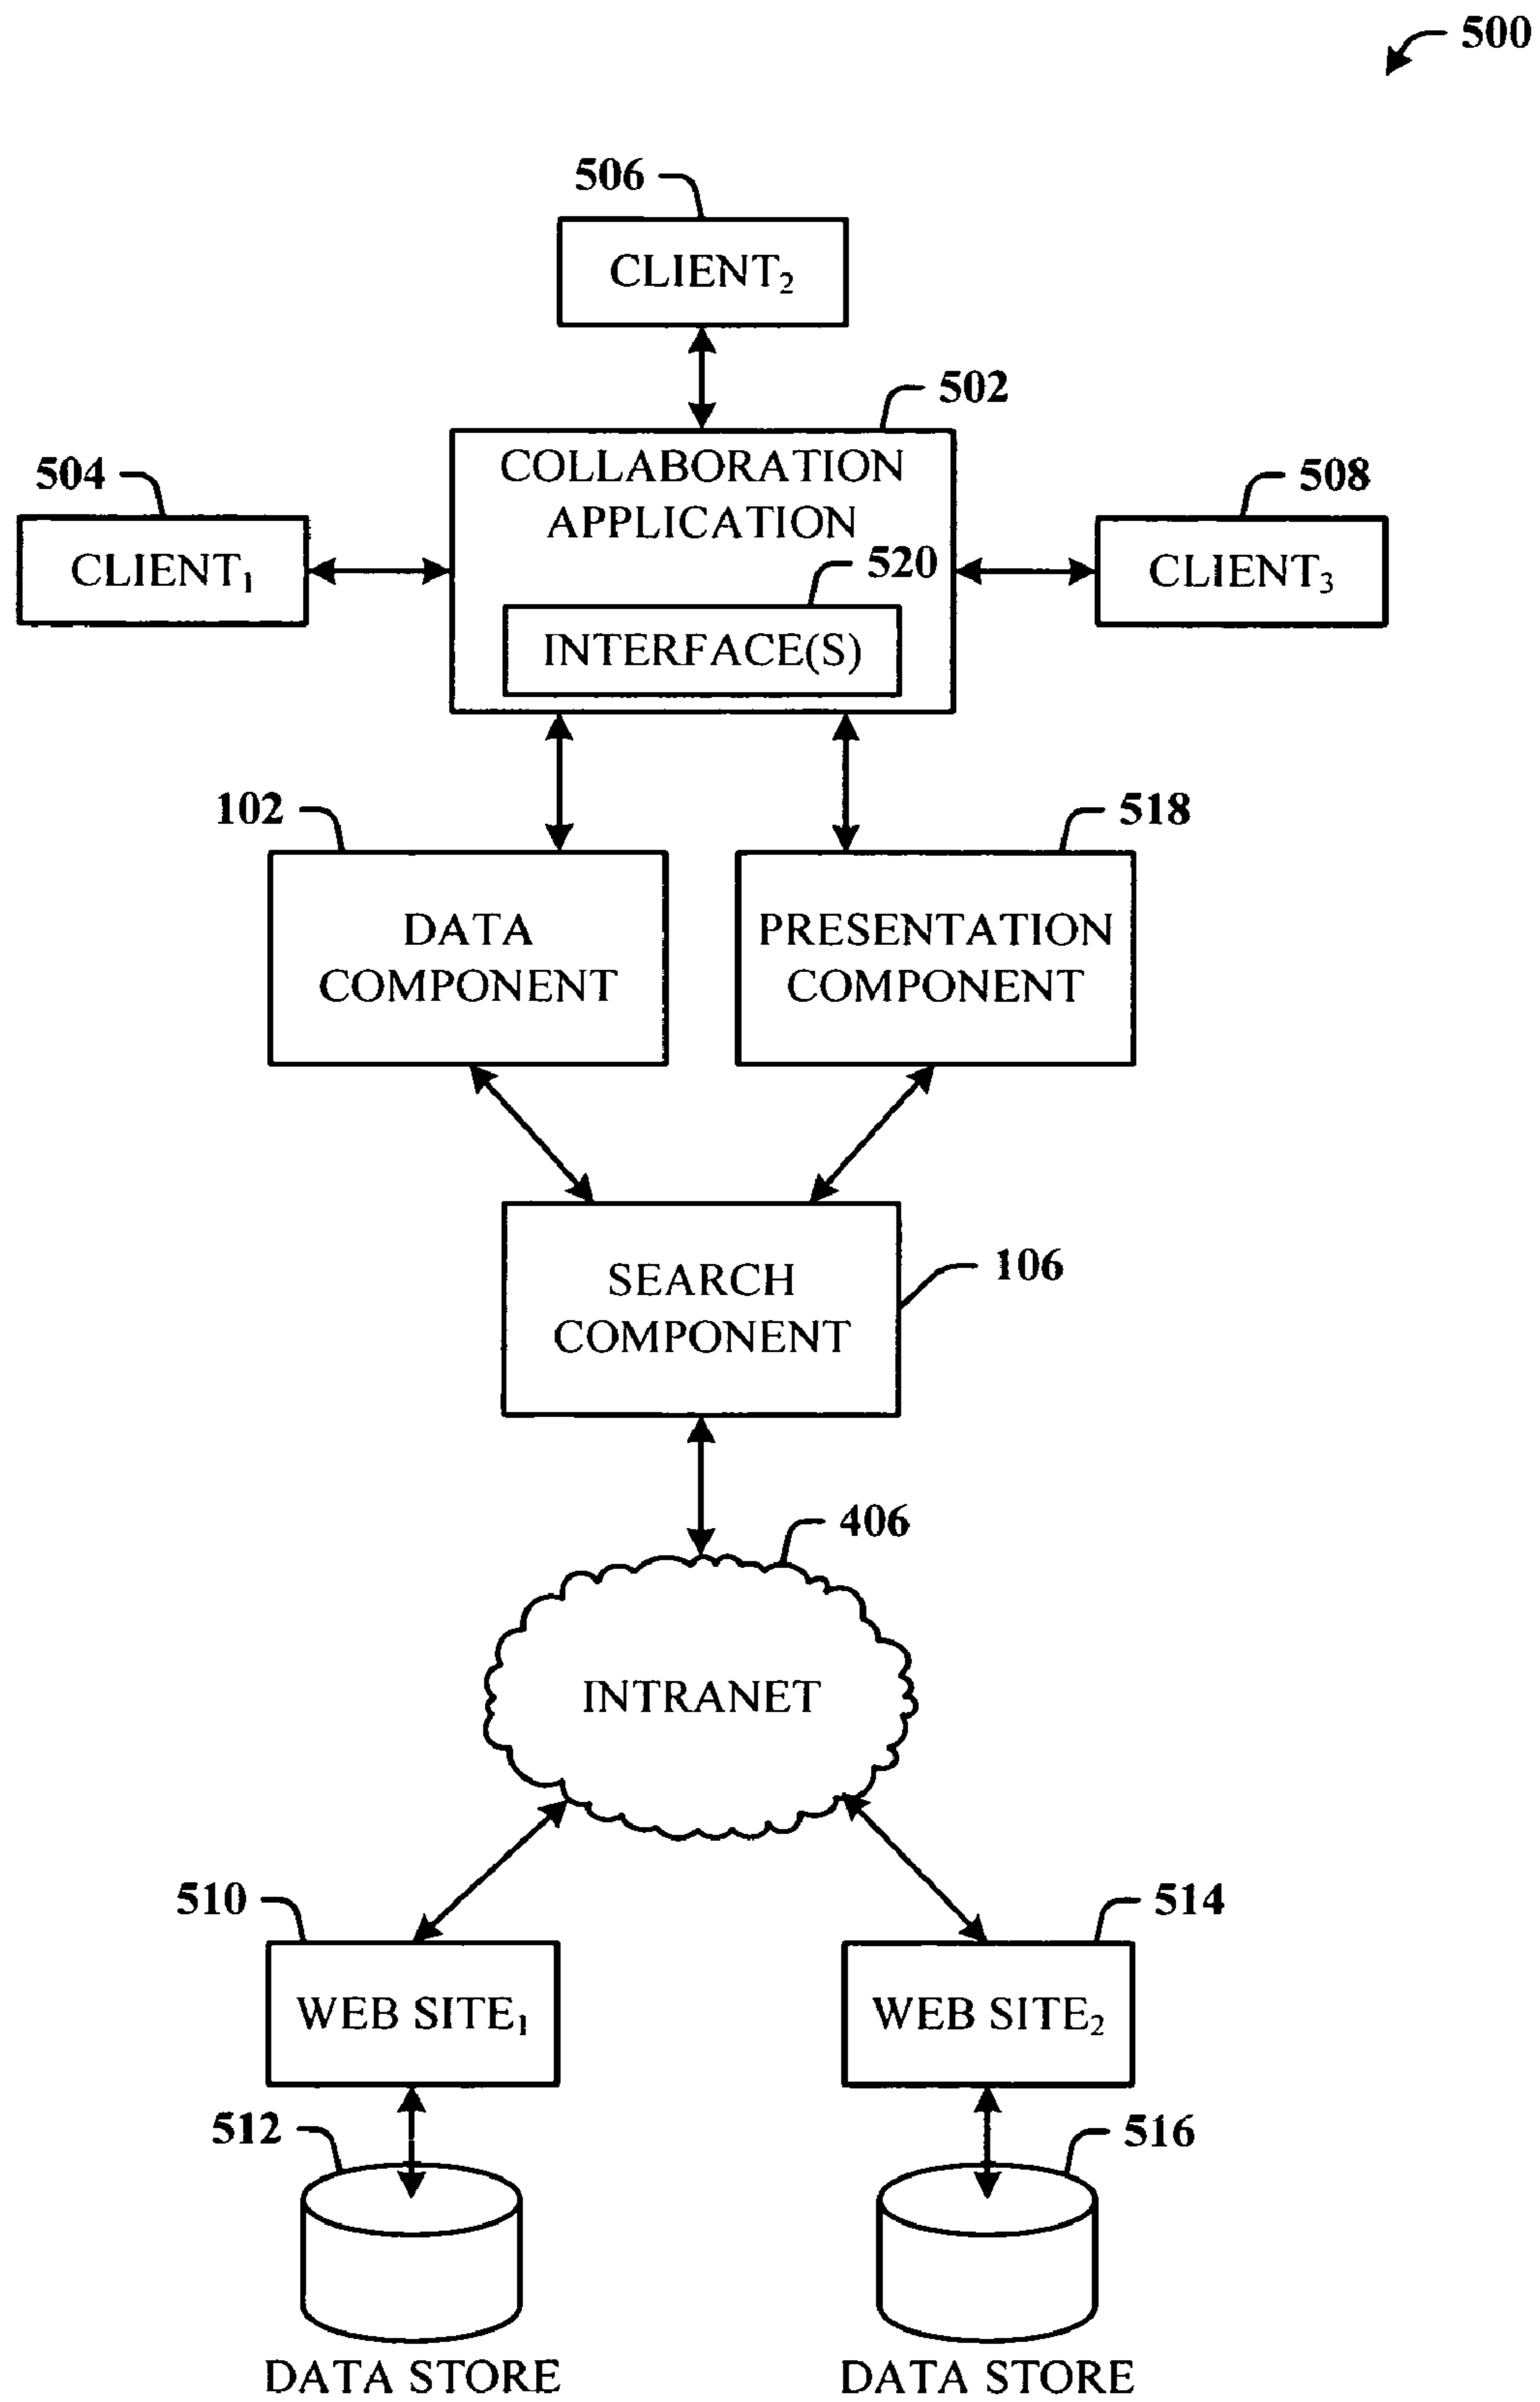 500
506
CLIENT₂
502
COLLABORATION
APPLICATION
504
CLIENT₁
508
CLIENT₃
520
INTERFACE(S)
102
518
DATA
COMPONENT
PRESENTATION
COMPONENT
SEARCH
COMPONENT
106
406
INTRANET
510
514
WEB SITE₁
WEB SITE₂
512
516
DATA STORE
DATA STORE